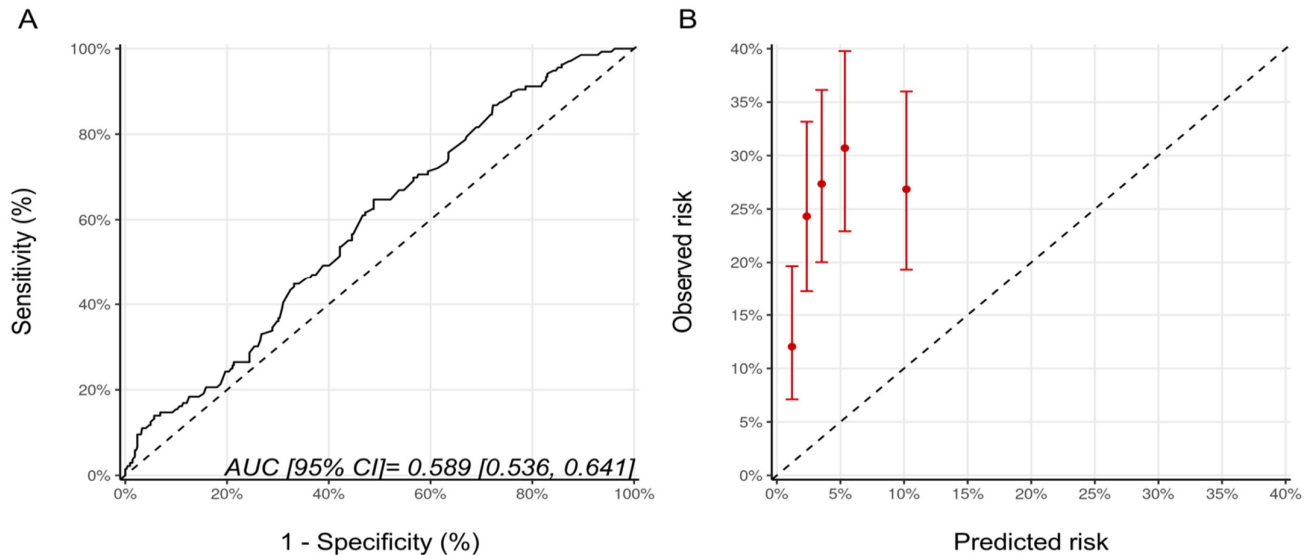 A
100%
80%
60%
40%
20%
0%
Sensitivity (%)
AUC [95% CI]= 0.589 [0.536, 0.641]
0% 20% 40% 60% 80% 100%
1 - Specificity (%)
B
40%
35%
30%
25%
20%
15%
10%
5%
0%
Observed risk
0% 5% 10% 15% 20% 25% 30% 35% 40%
Predicted risk